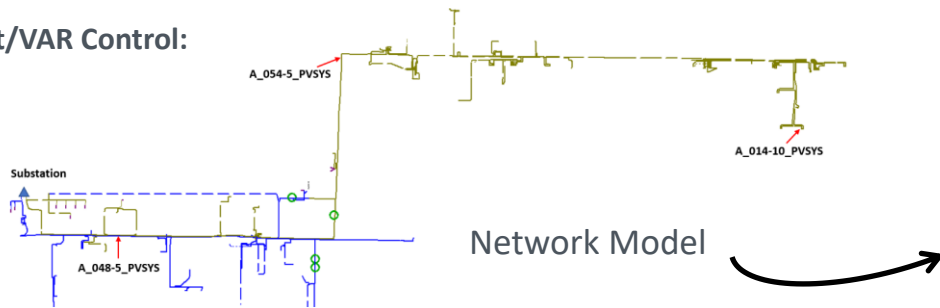 t/VAR Control:
A_054-5_PVSYS
A_014-10_PVSYS
Substation
A_048-5_PVSYS
Network Model